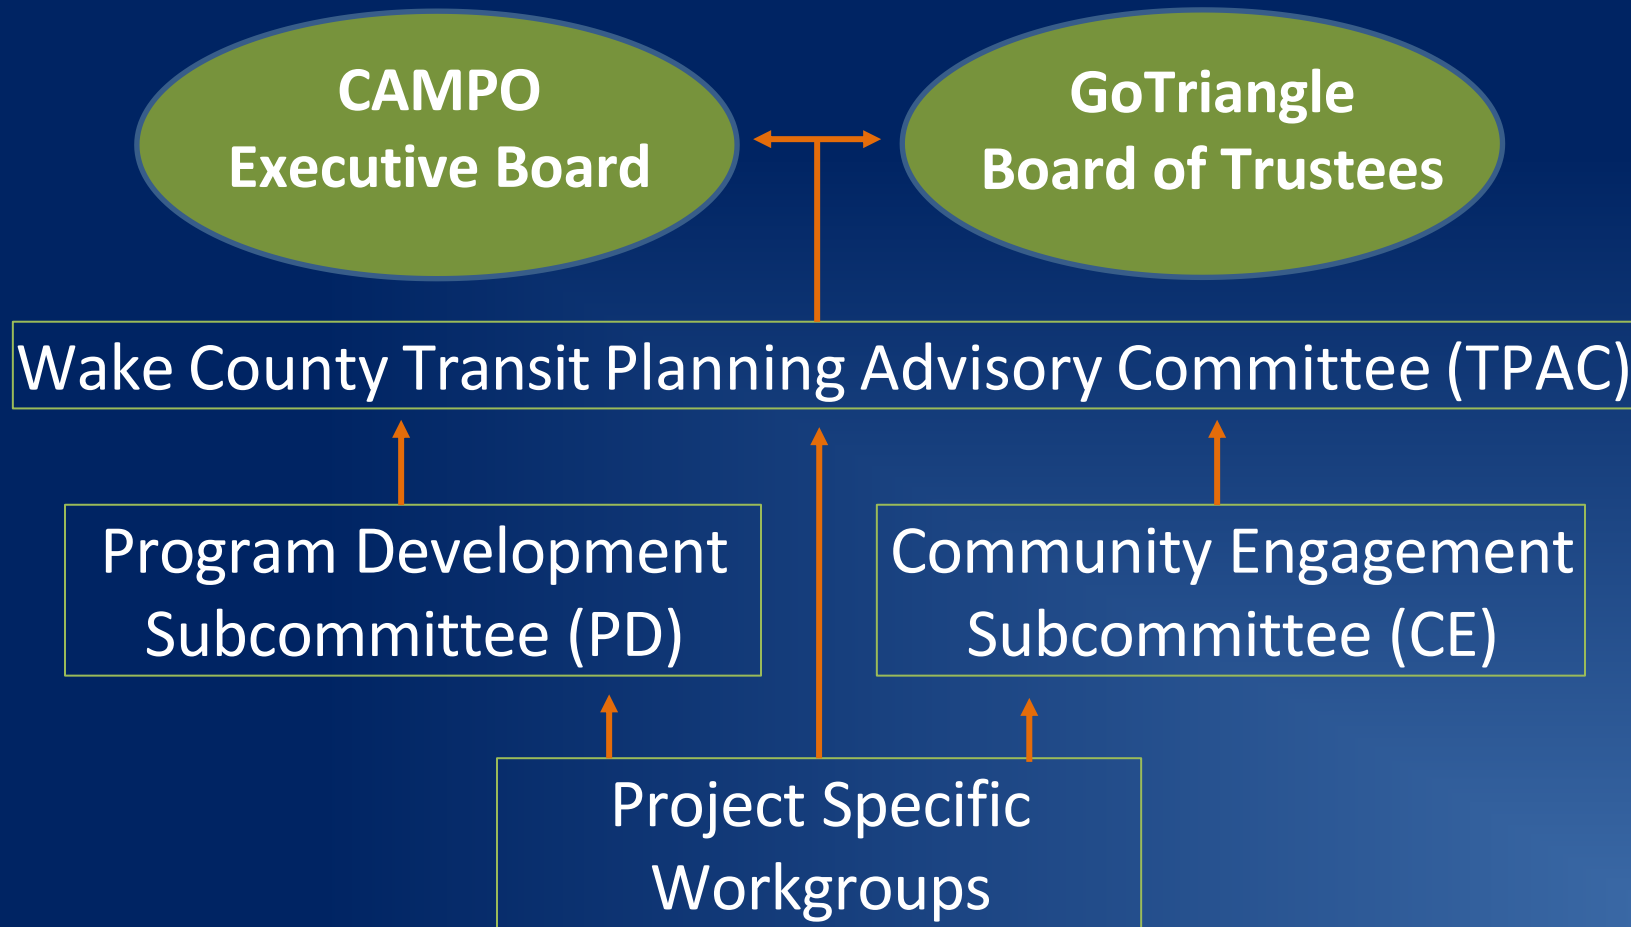 CAMPO
Executive Board
GoTriangle
Board of Trustees
Wake County Transit Planning Advisory Committee (TPAC)
Program Development
Subcommittee (PD)
Community Engagement
Subcommittee (CE)
Project Specific
Workgroups